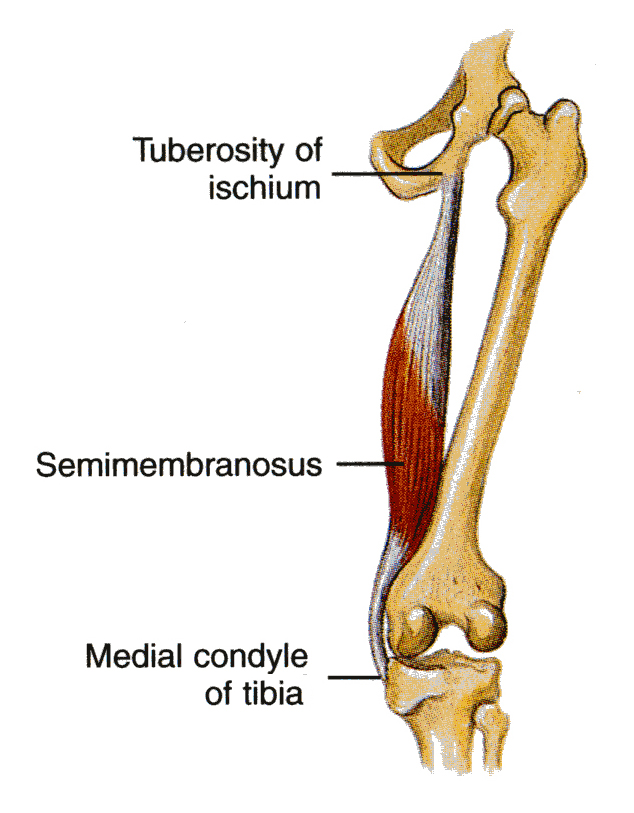 Tuberosity of
ischium
Semimembranosus
Medial condyle
of tibia